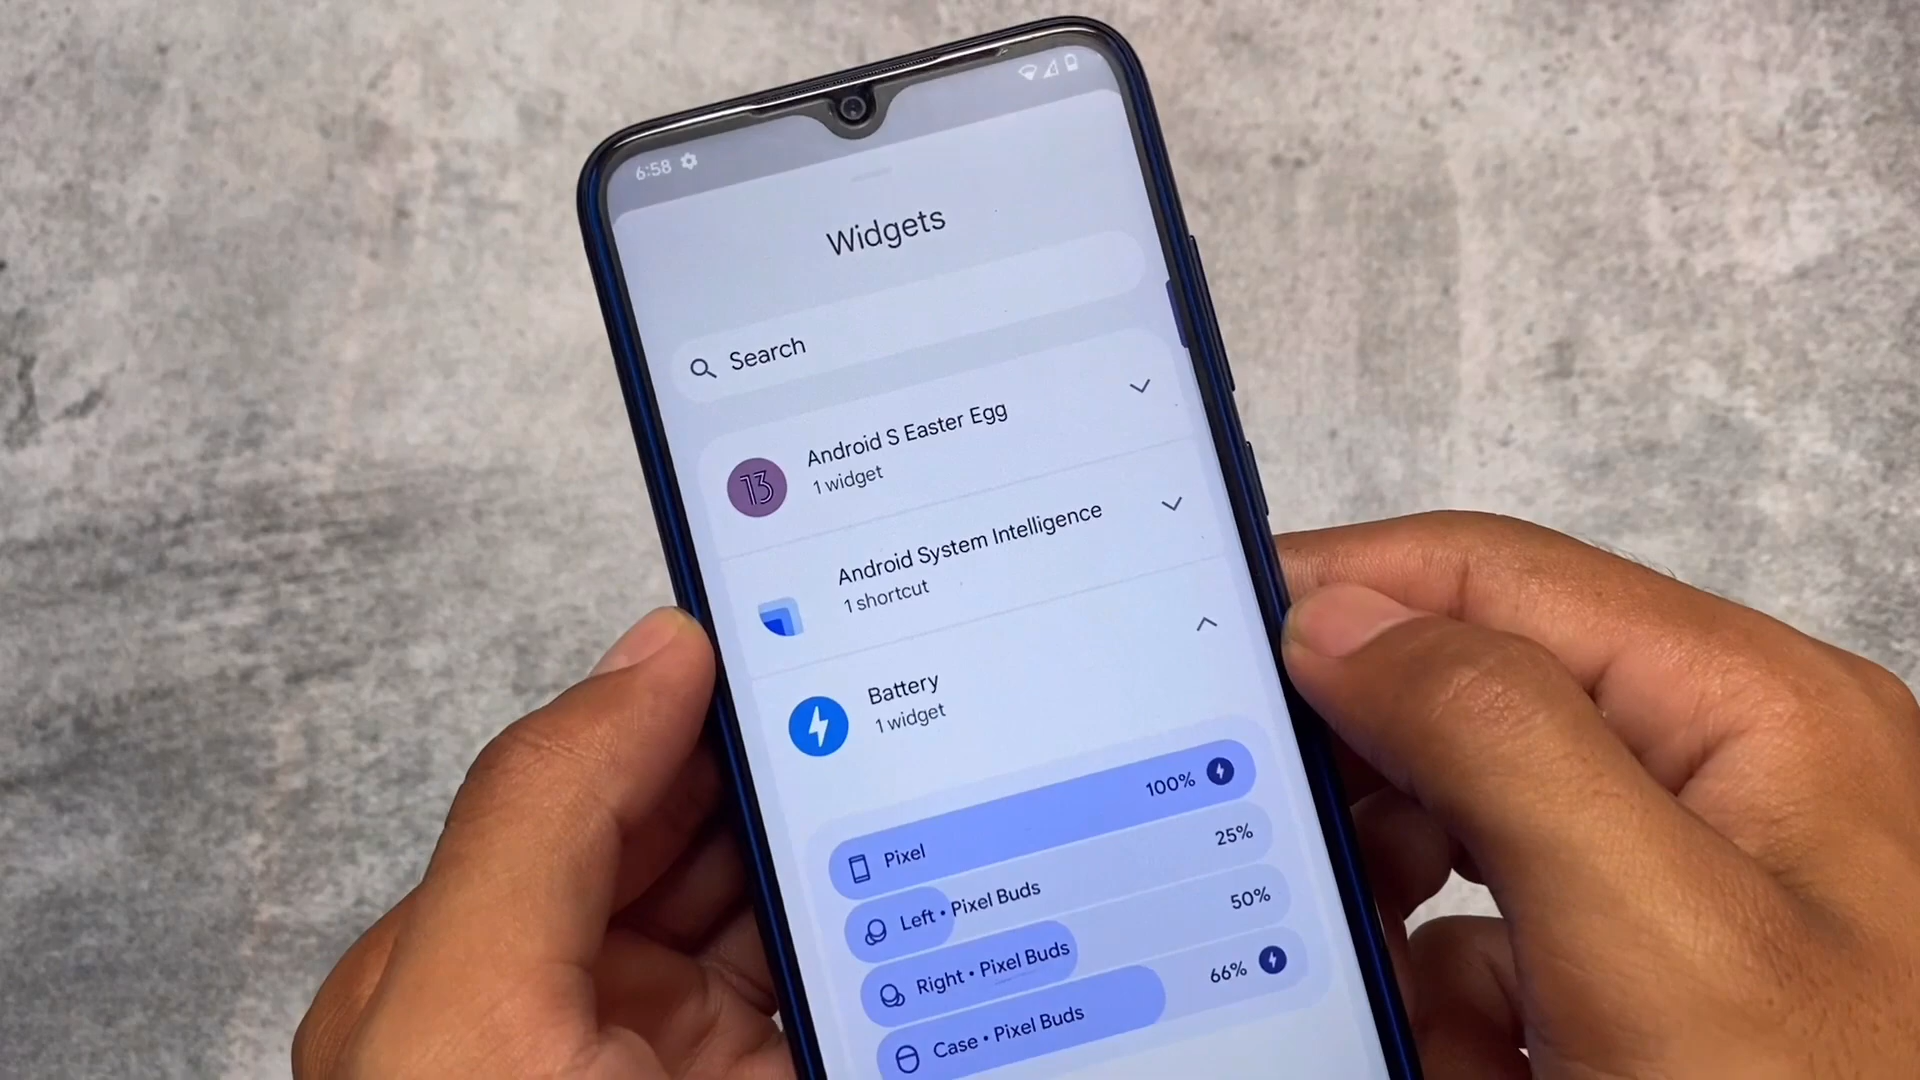 6:58
Widgets
Search
Android S Easter Egg
13
1 widget
Android System Intelligence
1 shortcut
Battery
1 widget
Pixel 100%
Left • Pixel Buds 25%
Right • Pixel Buds 50%
Case • Pixel Buds 66%